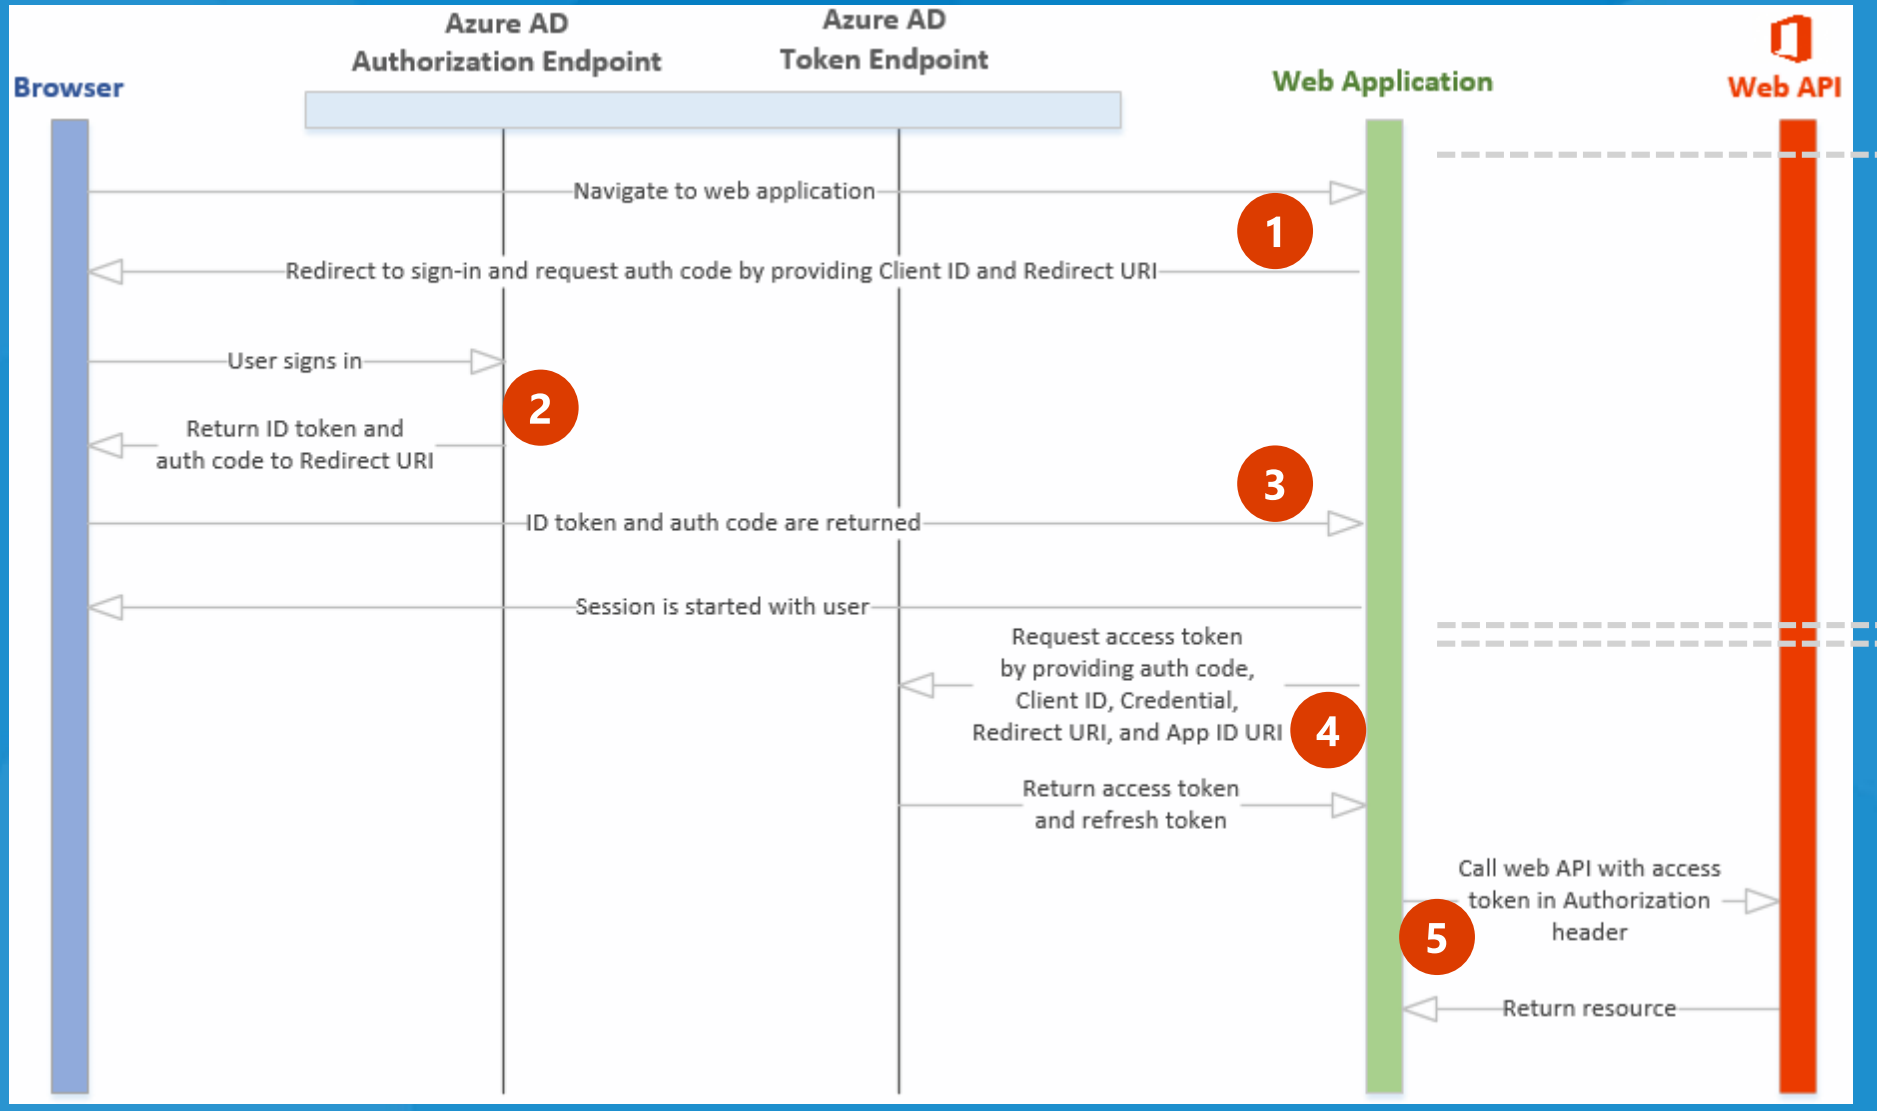 Azure AD
Authorization Endpoint
Azure AD
Token Endpoint
Browser
Web Application
Web API
Navigate to web application
1
Redirect to sign-in and request auth code by providing Client ID and Redirect URI
User signs in
2
Return ID token and
auth code to Redirect URI
3
ID token and auth code are returned
Session is started with user
Request access token
by providing auth code,
Client ID, Credential,
Redirect URI, and App ID URI
4
Return access token
and refresh token
Call web API with access
token in Authorization
header
5
Return resource